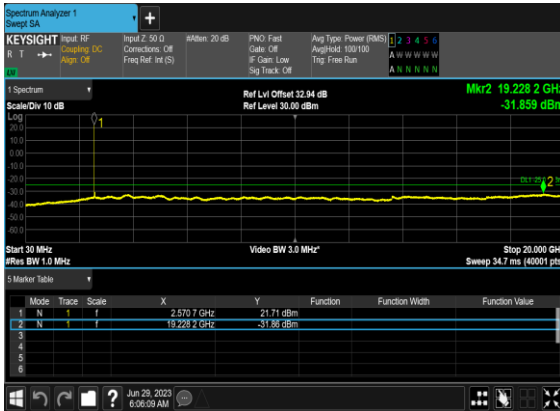 Spectrum Analyzer 1
Swept SA
+
KEYSIGHT Input: RF Input Z: 50 Ω #Atten: 20 dB PNO: Fast Avg Type: Power (RMS) 1 2 3 4 5 6
R T Coupling: DC Corrections: Off Gate: Off Avg|Hold: 100/100 A W W W W W
Align: Off Freq Ref: Int (S) IF Gain: Low Trig: Free Run A N N N N N
LXI Sig Track: Off
1 Spectrum Ref Lvl Offset 32.94 dB Mkr2 19.228 2 GHz
Scale/Div 10 dB Ref Level 30.00 dBm -31.859 dBm
Log
1
20.0
10.0
0.00
-10.0
-20.0
2
-30.0
-40.0
-50.0
-60.0
Start 30 MHz Video BW 3.0 MHz* Stop 20.000 GHz
#Res BW 1.0 MHz Sweep 34.7 ms (40001 pts)
5 Marker Table
Mode Trace Scale X Y Function Function Width Function Value
1 N 1 f 2.570 7 GHz 21.71 dBm
2 N 1 f 19.228 2 GHz -31.86 dBm
3
4
5
6
? Jun 29, 2023
6:06:09 AM